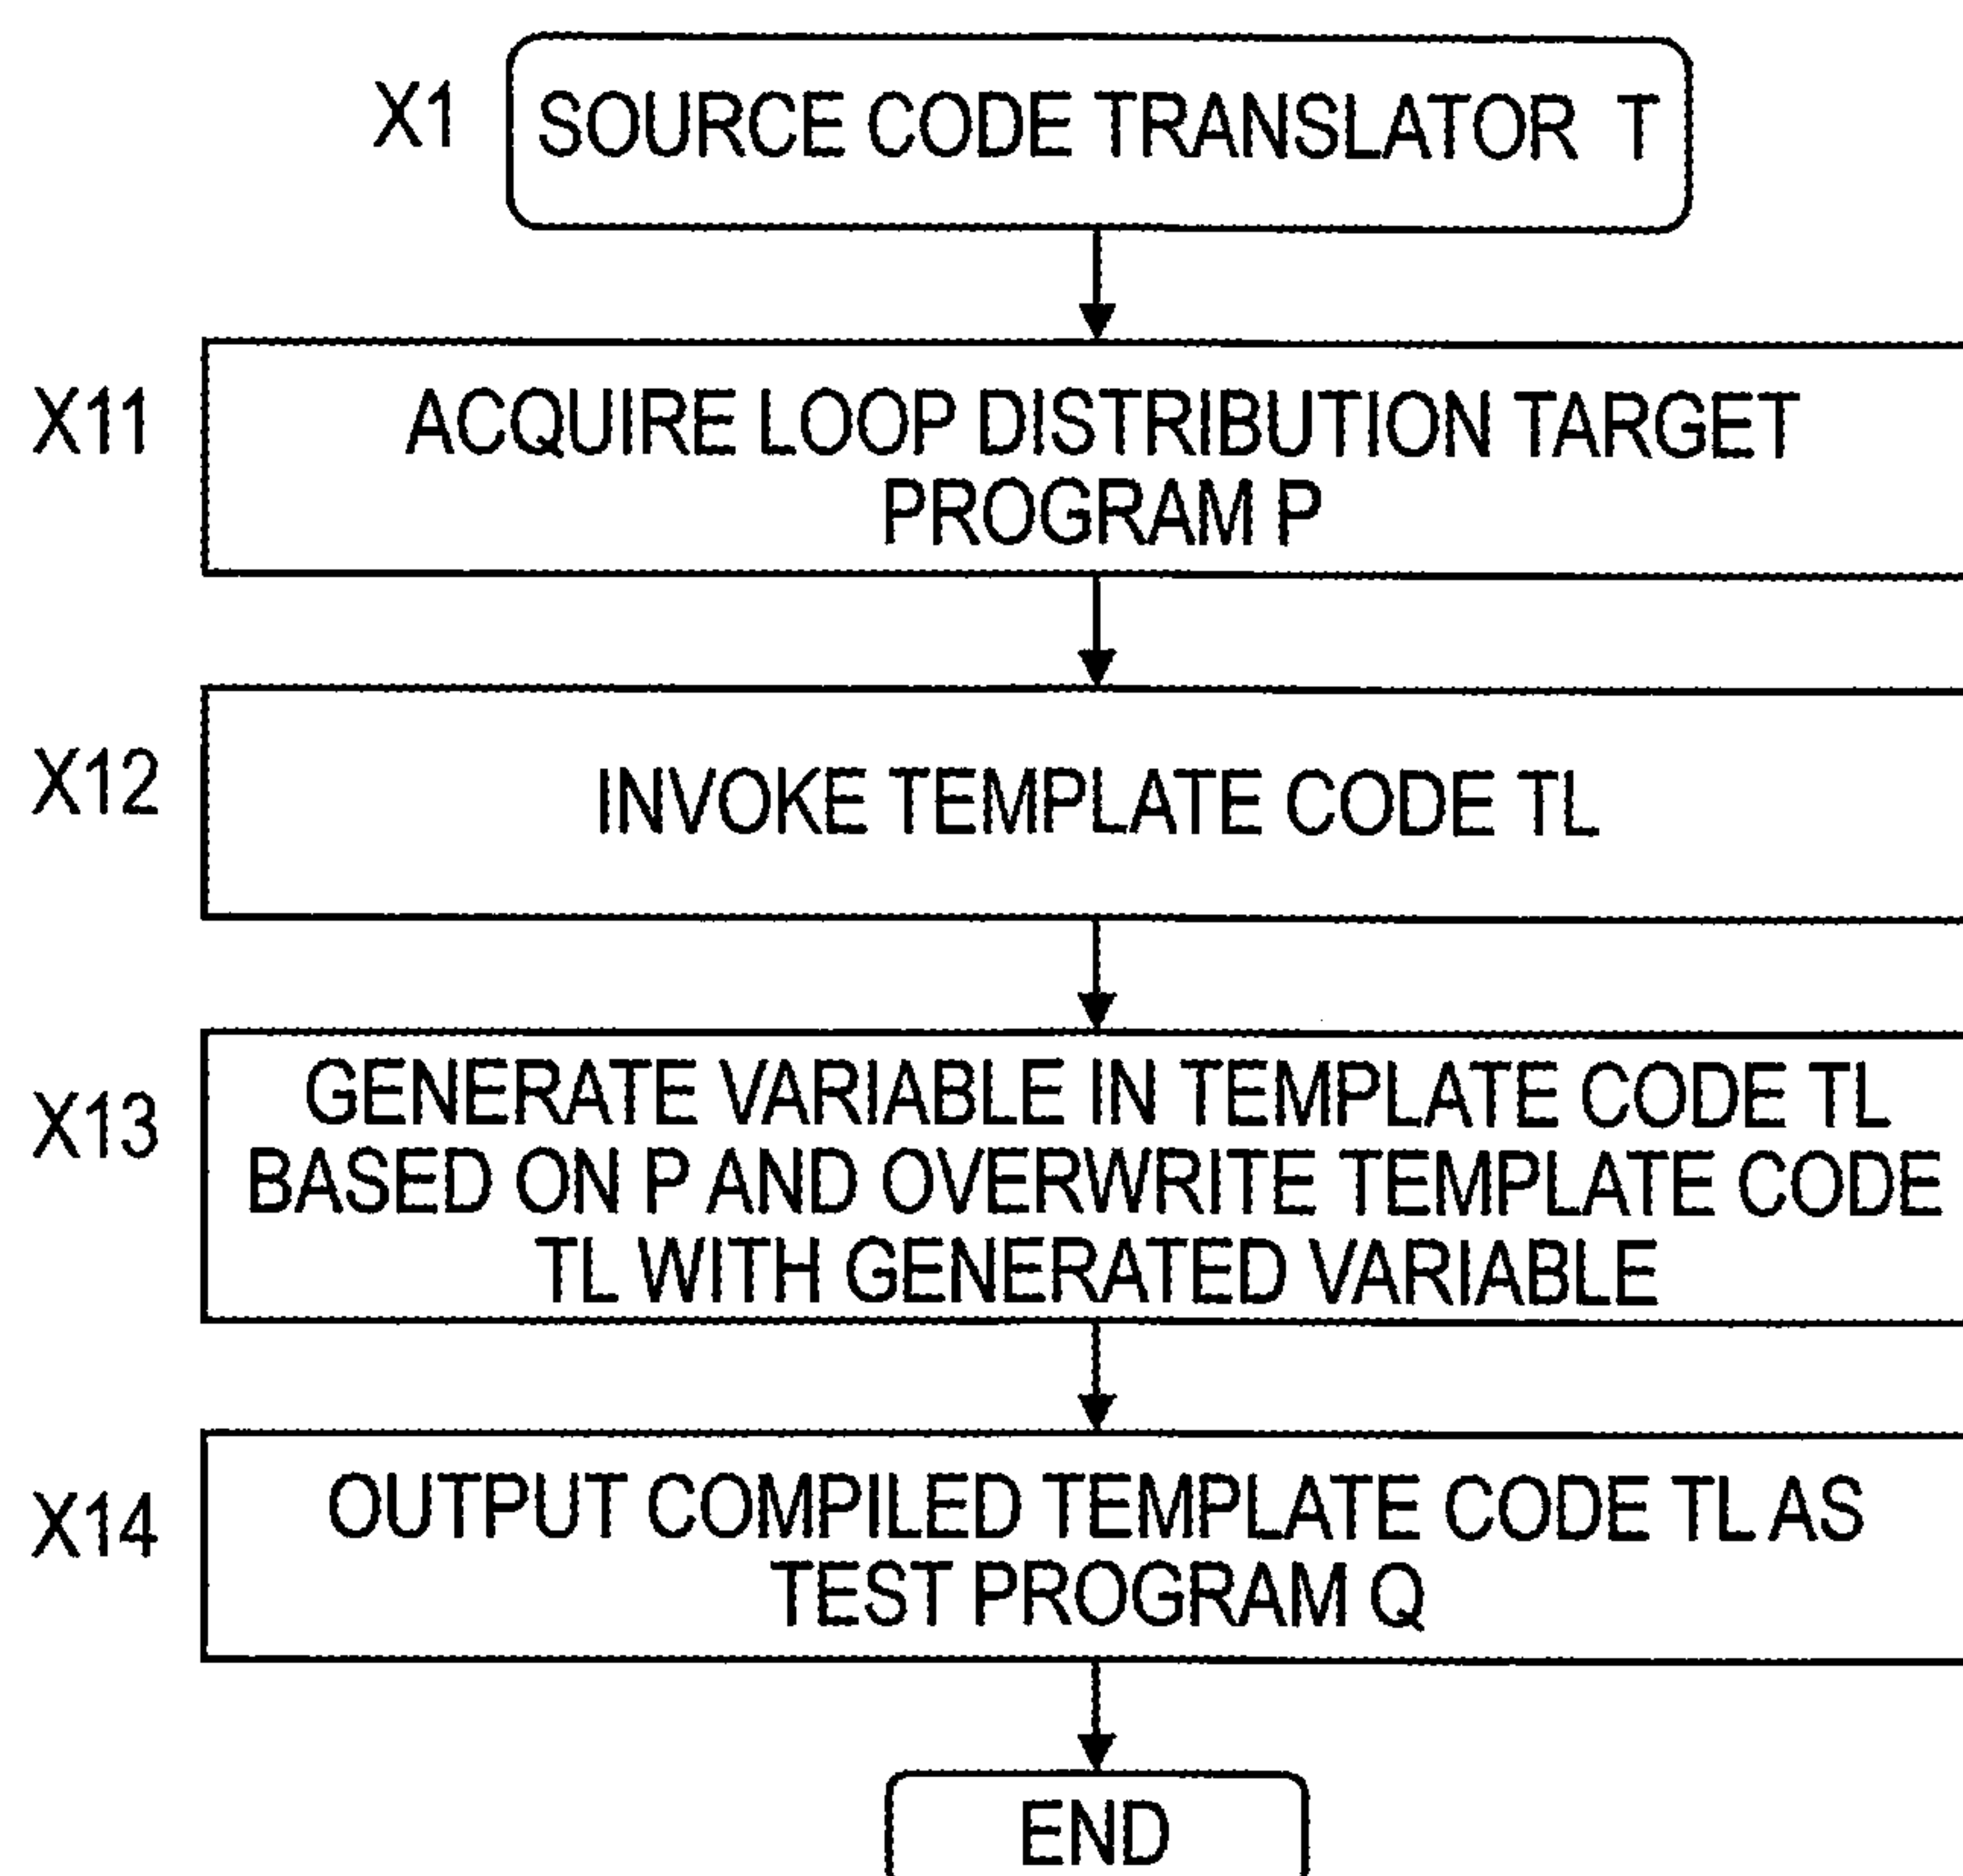 X1 SOURCE CODE TRANSLATOR T
X11 ACQUIRE LOOP DISTRIBUTION TARGET
PROGRAM P
X12 INVOKE TEMPLATE CODE TL
X13 GENERATE VARIABLE IN TEMPLATE CODE TL
BASED ON P AND OVERWRITE TEMPLATE CODE
TL WITH GENERATED VARIABLE
X14 OUTPUT COMPILED TEMPLATE CODE TL AS
TEST PROGRAM Q
END